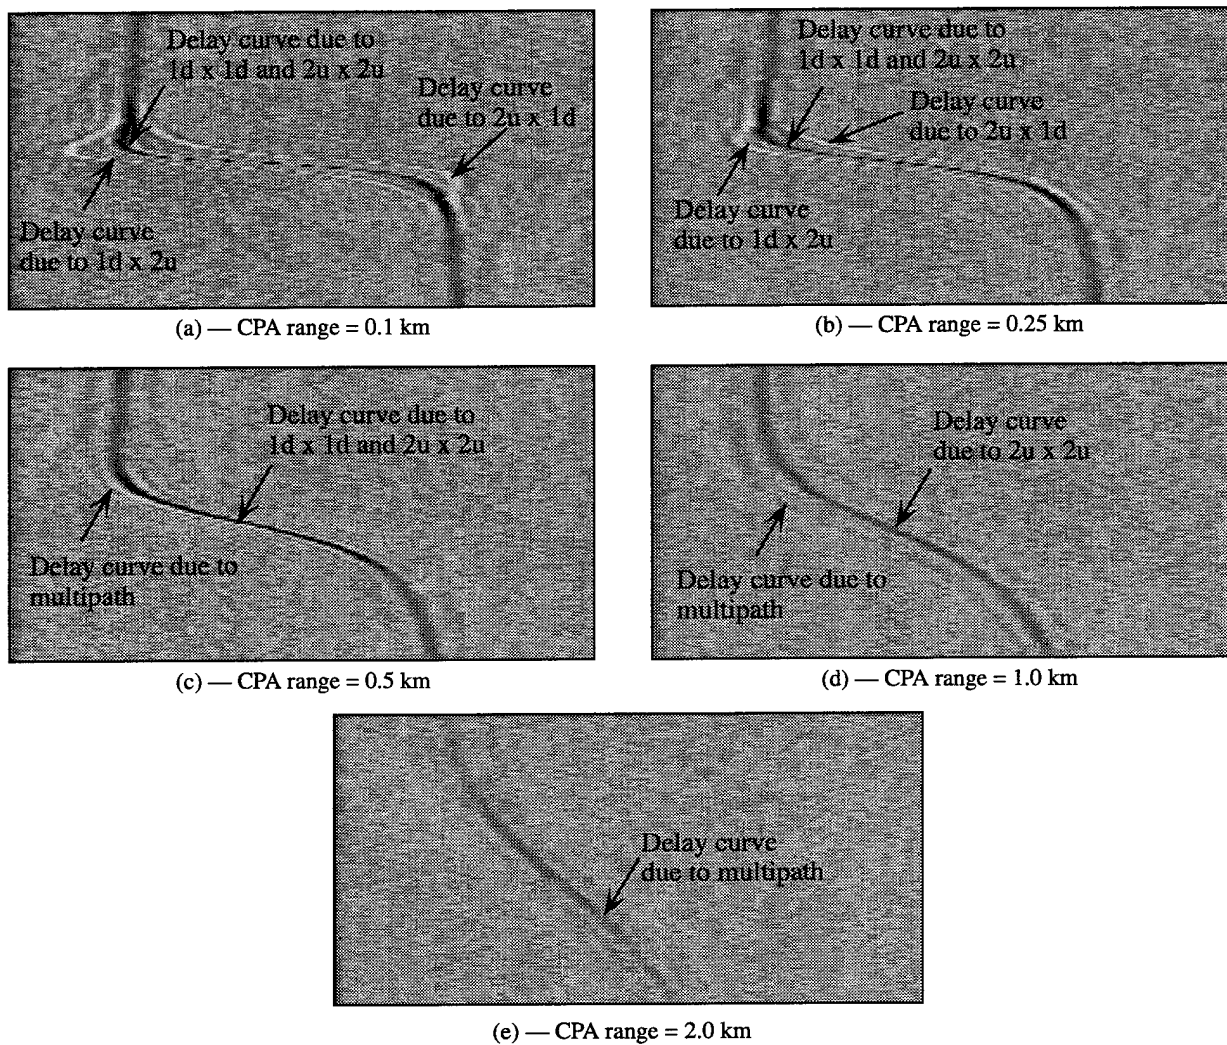 Delay curve due to
1d x 1d and 2u x 2u
Delay curve
due to 2u x 1d
Delay curve
due to 1d x 2u
(a) — CPA range = 0.1 km
Delay curve due to
1d x 1d and 2u x 2u
Delay curve
due to 2u x 1d
Delay curve
due to 1d x 2u
(b) — CPA range = 0.25 km
Delay curve due to
1d x 1d and 2u x 2u
Delay curve due to
multipath
(c) — CPA range = 0.5 km
Delay curve
due to 2u x 2u
Delay curve due to
multipath
(d) — CPA range = 1.0 km
Delay curve
due to multipath
(e) — CPA range = 2.0 km